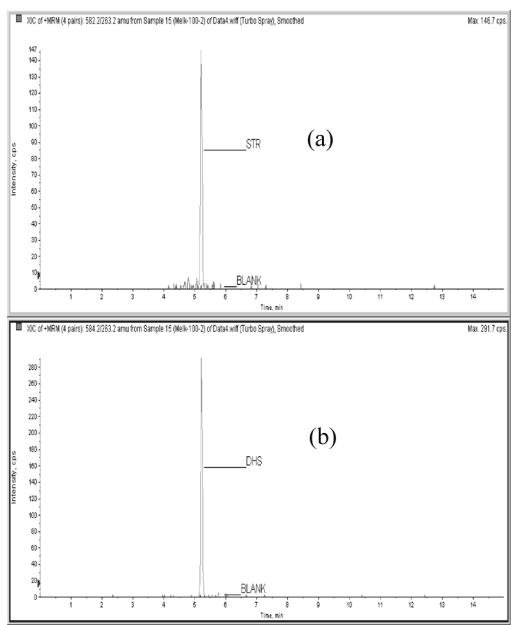 XIC of +MRM (4 pairs): 582.2/263.2 amu from Sample 15 (Melk-100-2) of Data4.wiff (Turbo Spray), Smoothed Max. 146.7 cps.
147
140
130
120
110
100
90
80
70
60
50
40
30
20
10
0
Intensity, cps
STR
(a)
BLANK
1 2 3 4 5 6 7 8 9 10 11 12 13 14
Time, min
XIC of +MRM (4 pairs): 584.2/263.2 amu from Sample 15 (Melk-100-2) of Data4.wiff (Turbo Spray), Smoothed Max. 291.7 cps.
280
260
240
220
200
180
160
140
120
100
80
60
40
20
0
Intensity, cps
(b)
DHS
BLANK
1 2 3 4 5 6 7 8 9 10 11 12 13 14
Time, min